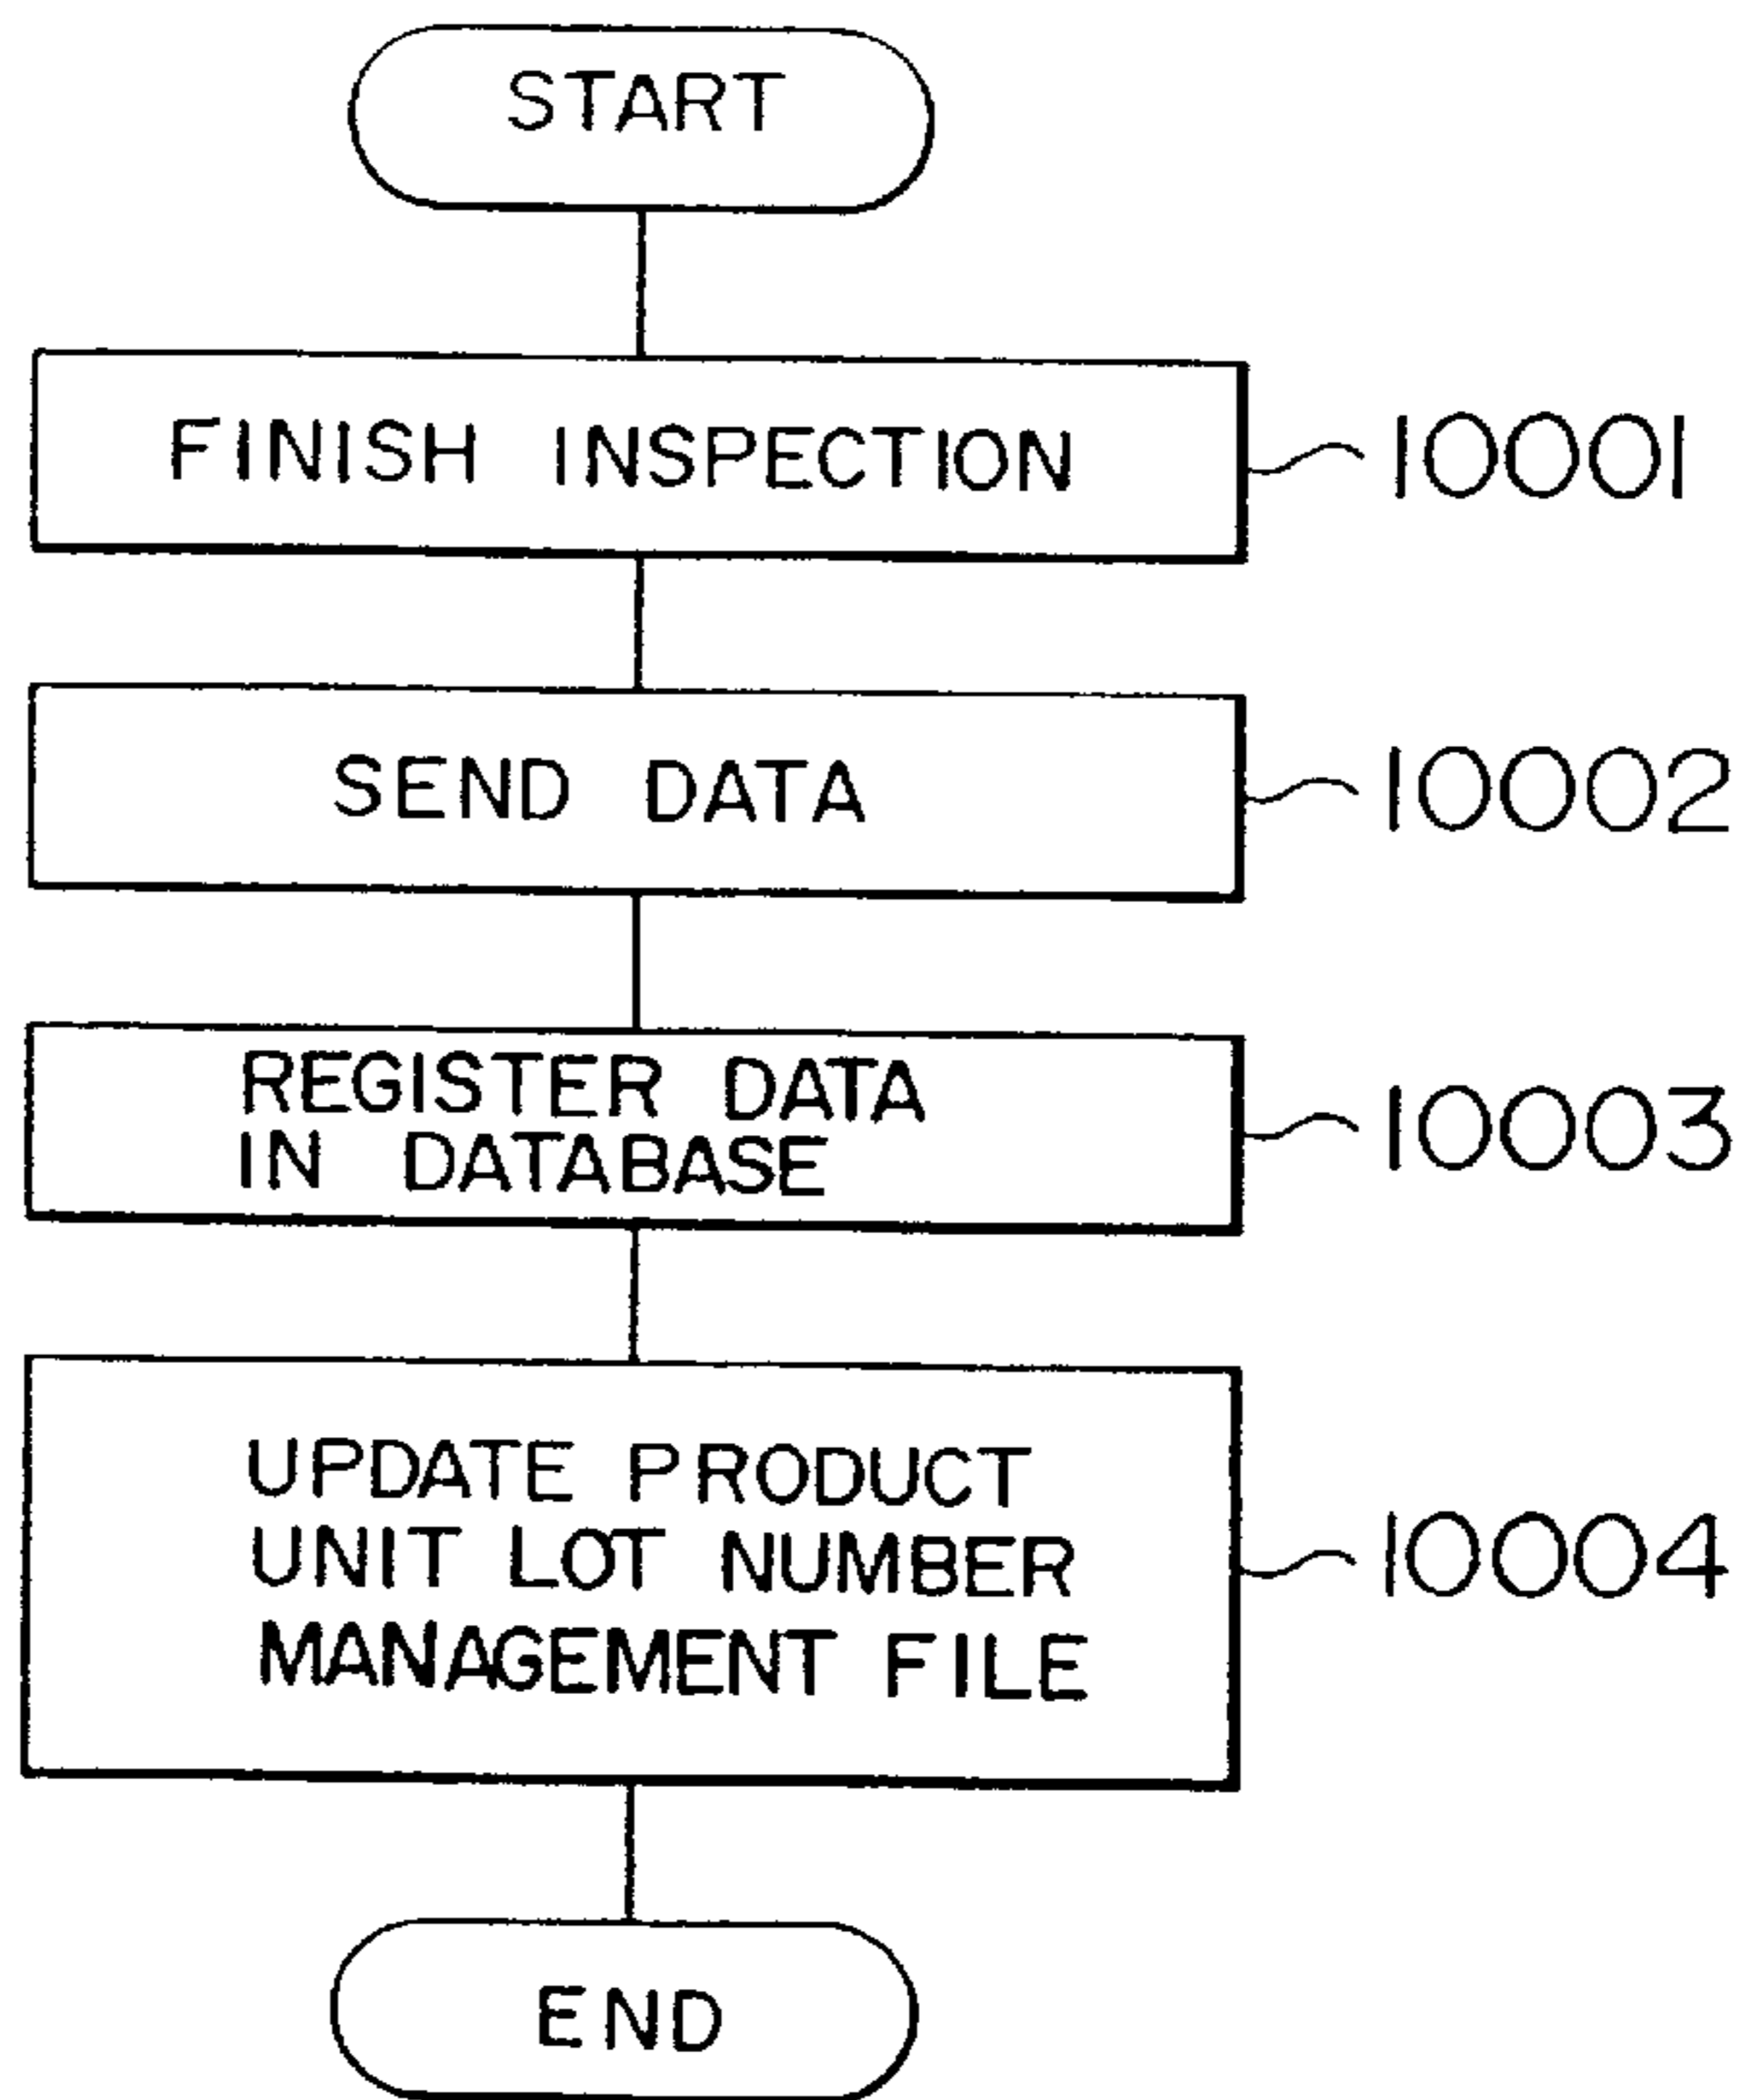 START
FINISH INSPECTION
10001
SEND DATA
10002
REGISTER DATA
IN DATABASE
10003
UPDATE PRODUCT
UNIT LOT NUMBER
MANAGEMENT FILE
10004
END